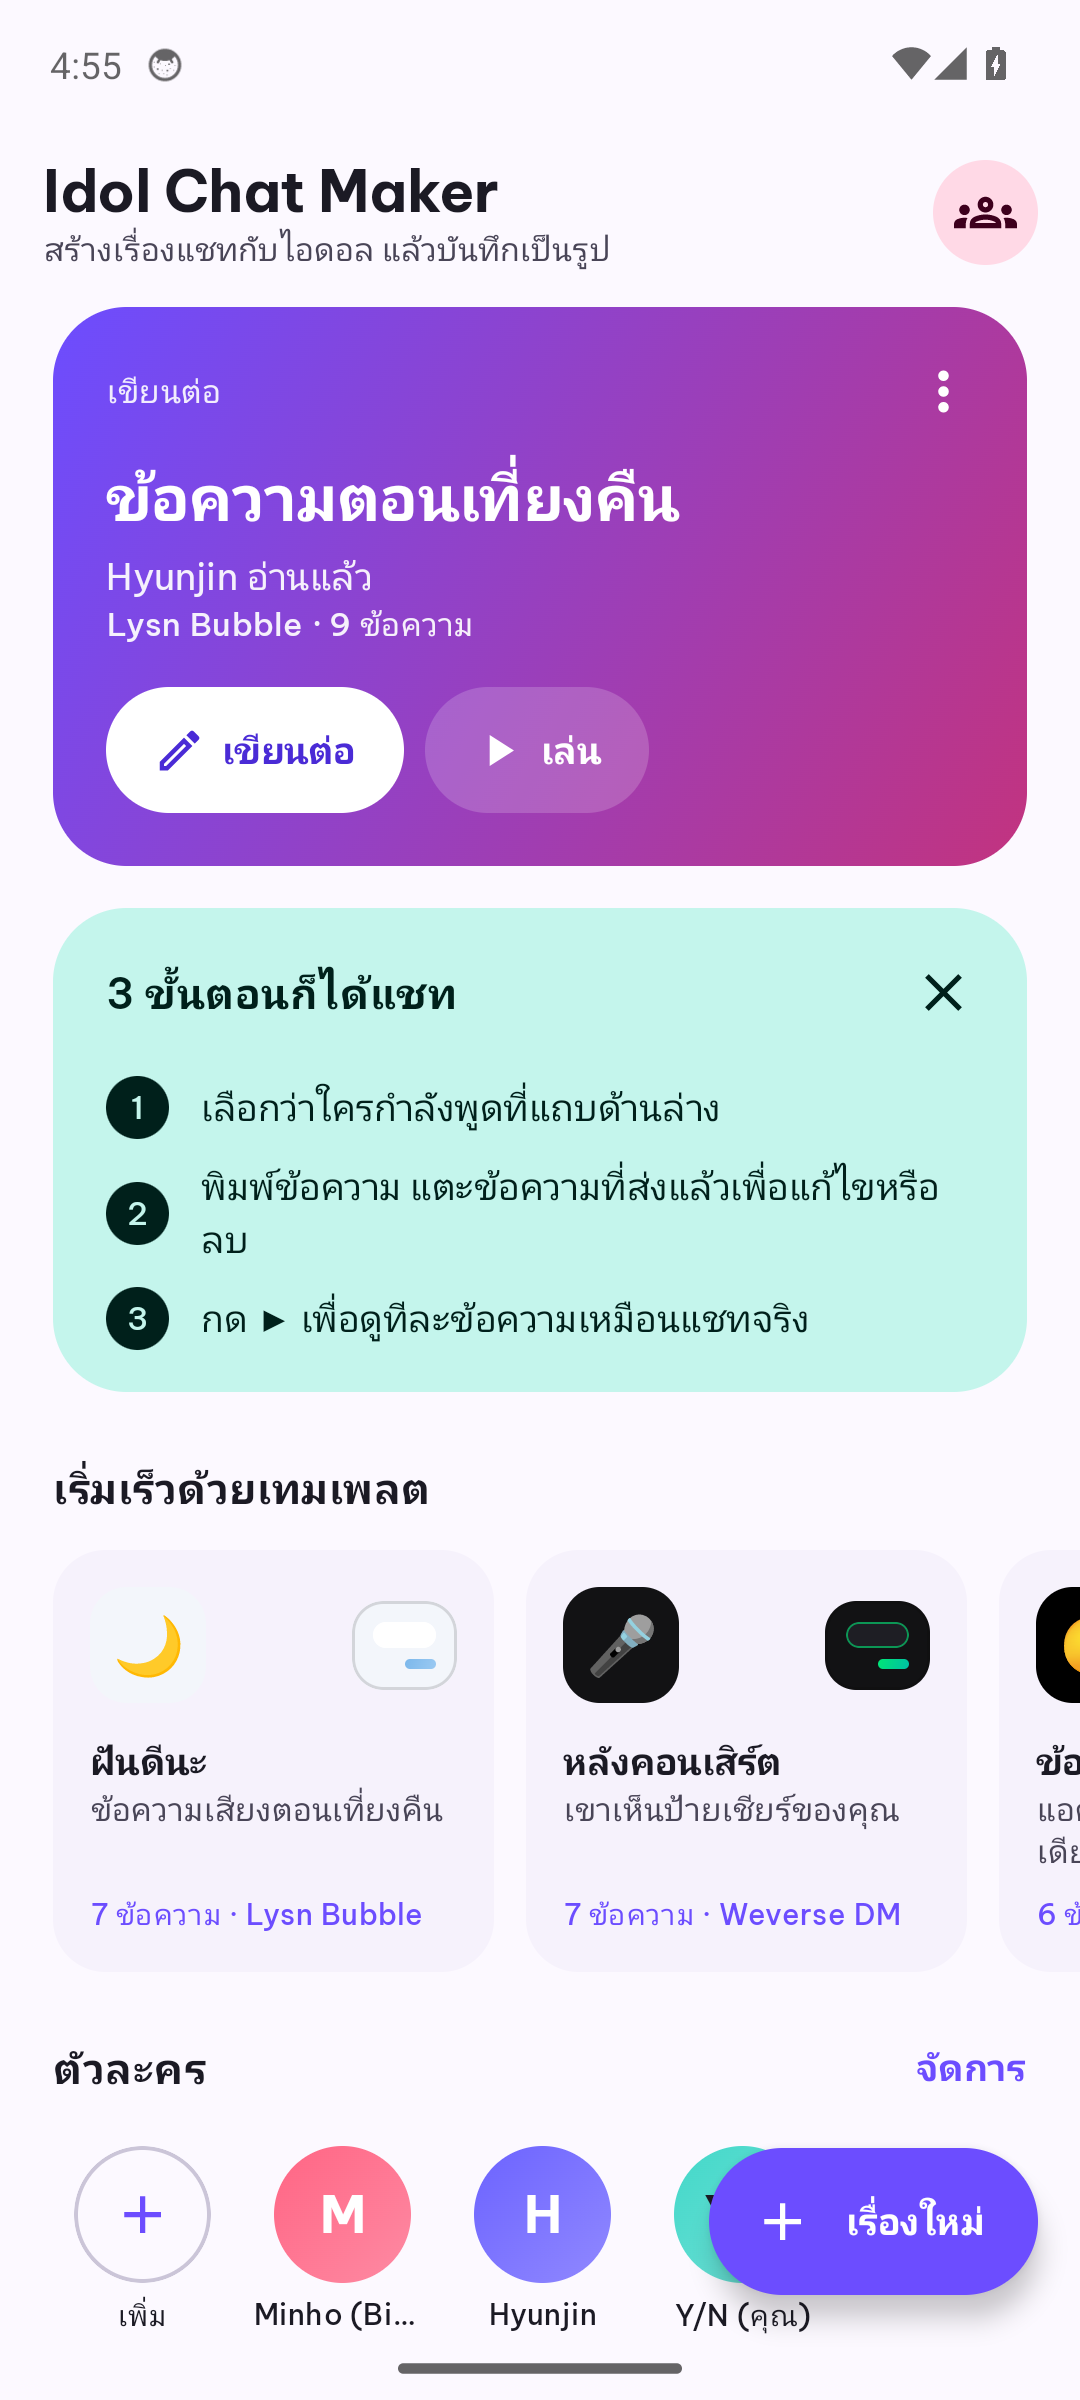 4:55
Idol Chat Maker
สร้างเรื่องแชทกับไอดอล แล้วบันทึกเป็นรูป
เขียนต่อ
ข้อความตอนเที่ยงคืน
Hyunjin อ่านแล้ว
Lysn Bubble · 9 ข้อความ
เขียนต่อ
เล่น
3 ขั้นตอนก็ได้แชท
1 เลือกว่าใครกำลังพูดที่แถบด้านล่าง
2 พิมพ์ข้อความ แตะข้อความที่ส่งแล้วเพื่อแก้ไขหรือ
ลบ
3 กด ► เพื่อดูทีละข้อความเหมือนแชทจริง
เริ่มเร็วด้วยเทมเพลต
ฝันดีนะ
ข้อความเสียงตอนเที่ยงคืน
7 ข้อความ · Lysn Bubble
หลังคอนเสิร์ต
เขาเห็นป้ายเชียร์ของคุณ
7 ข้อความ · Weverse DM
6
ตัวละคร
จัดการ
M
H
เรื่องใหม่
เพิ่ม
Minho (Bi...
Hyunjin
Y/N (คุณ)